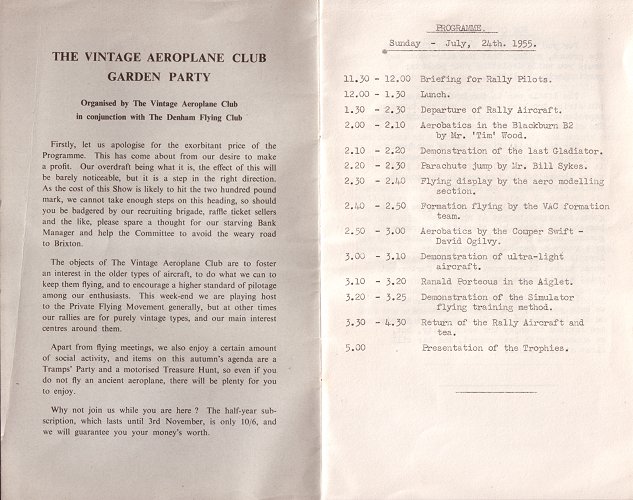 THE VINTAGE AEROPLANE CLUB
GARDEN PARTY
Organised by The Vintage Aeroplane Club
in conjunction with The Denham Flying Club
Firstly, let us apologise for the exorbitant price of the
Programme. This has come about from our desire to make
a profit. Our overdraft being what it is, the effect of this will
be barely noticeable, but it is a step in the right direction.
As the cost of this Show is likely to hit the two hundred pound
mark, we cannot take enough steps on this heading, so should
you be badgered by our recruiting brigade, raffle ticket sellers
and the like, please spare a thought for our starving Bank
Manager and help the Committee to avoid the weary road
to Brixton.
The objects of The Vintage Aeroplane Club are to foster
an interest in the older types of aircraft, to do what we can to
keep them flying, and to encourage a higher standard of pilotage
among our enthusiasts. This week-end we are playing host
to the Private Flying Movement generally, but at other times
our rallies are for purely vintage types, and our main interest
centres around them.
Apart from flying meetings, we also enjoy a certain amount
of social activity, and items on this autumn's agenda are a
Tramps' Party and a motorised Treasure Hunt, so even if you
do not fly an ancient aeroplane, there will be plenty for you
to enjoy.
Why not join us while you are here ? The half-year sub-
scription, which lasts until 3rd November, is only 10/6, and
we will guarantee you your money's worth.
PROGRAMME.
Sunday - July, 24th. 1955.
11.30 - 12.00 Briefing for Rally Pilots.
12.00 - 1.30 Lunch.
1.30 - 2.30 Departure of Rally Aircraft.
2.00 - 2.10 Aerobatics in the Blackburn B2
by Mr. 'Tim' Wood.
2.10 - 2.20 Demonstration of the last Gladiator.
2.20 - 2.30 Parachute jump by Mr. Bill Sykes.
2.30 - 2.40 Flying display by the aero modelling
section.
2.40 - 2.50 Formation flying by the VAC formation
team.
2.50 - 3.00 Aerobatics by the Comper Swift -
David Ogilvy.
3.00 - 3.10 Demonstration of ultra-light
aircraft.
3.10 - 3.20 Ranald Porteous in the Aiglet.
3.20 - 3.25 Demonstration of the Simulator
flying training method.
3.30 - 4.30 Return of the Rally Aircraft and
tea.
5.00 Presentation of the Trophies.